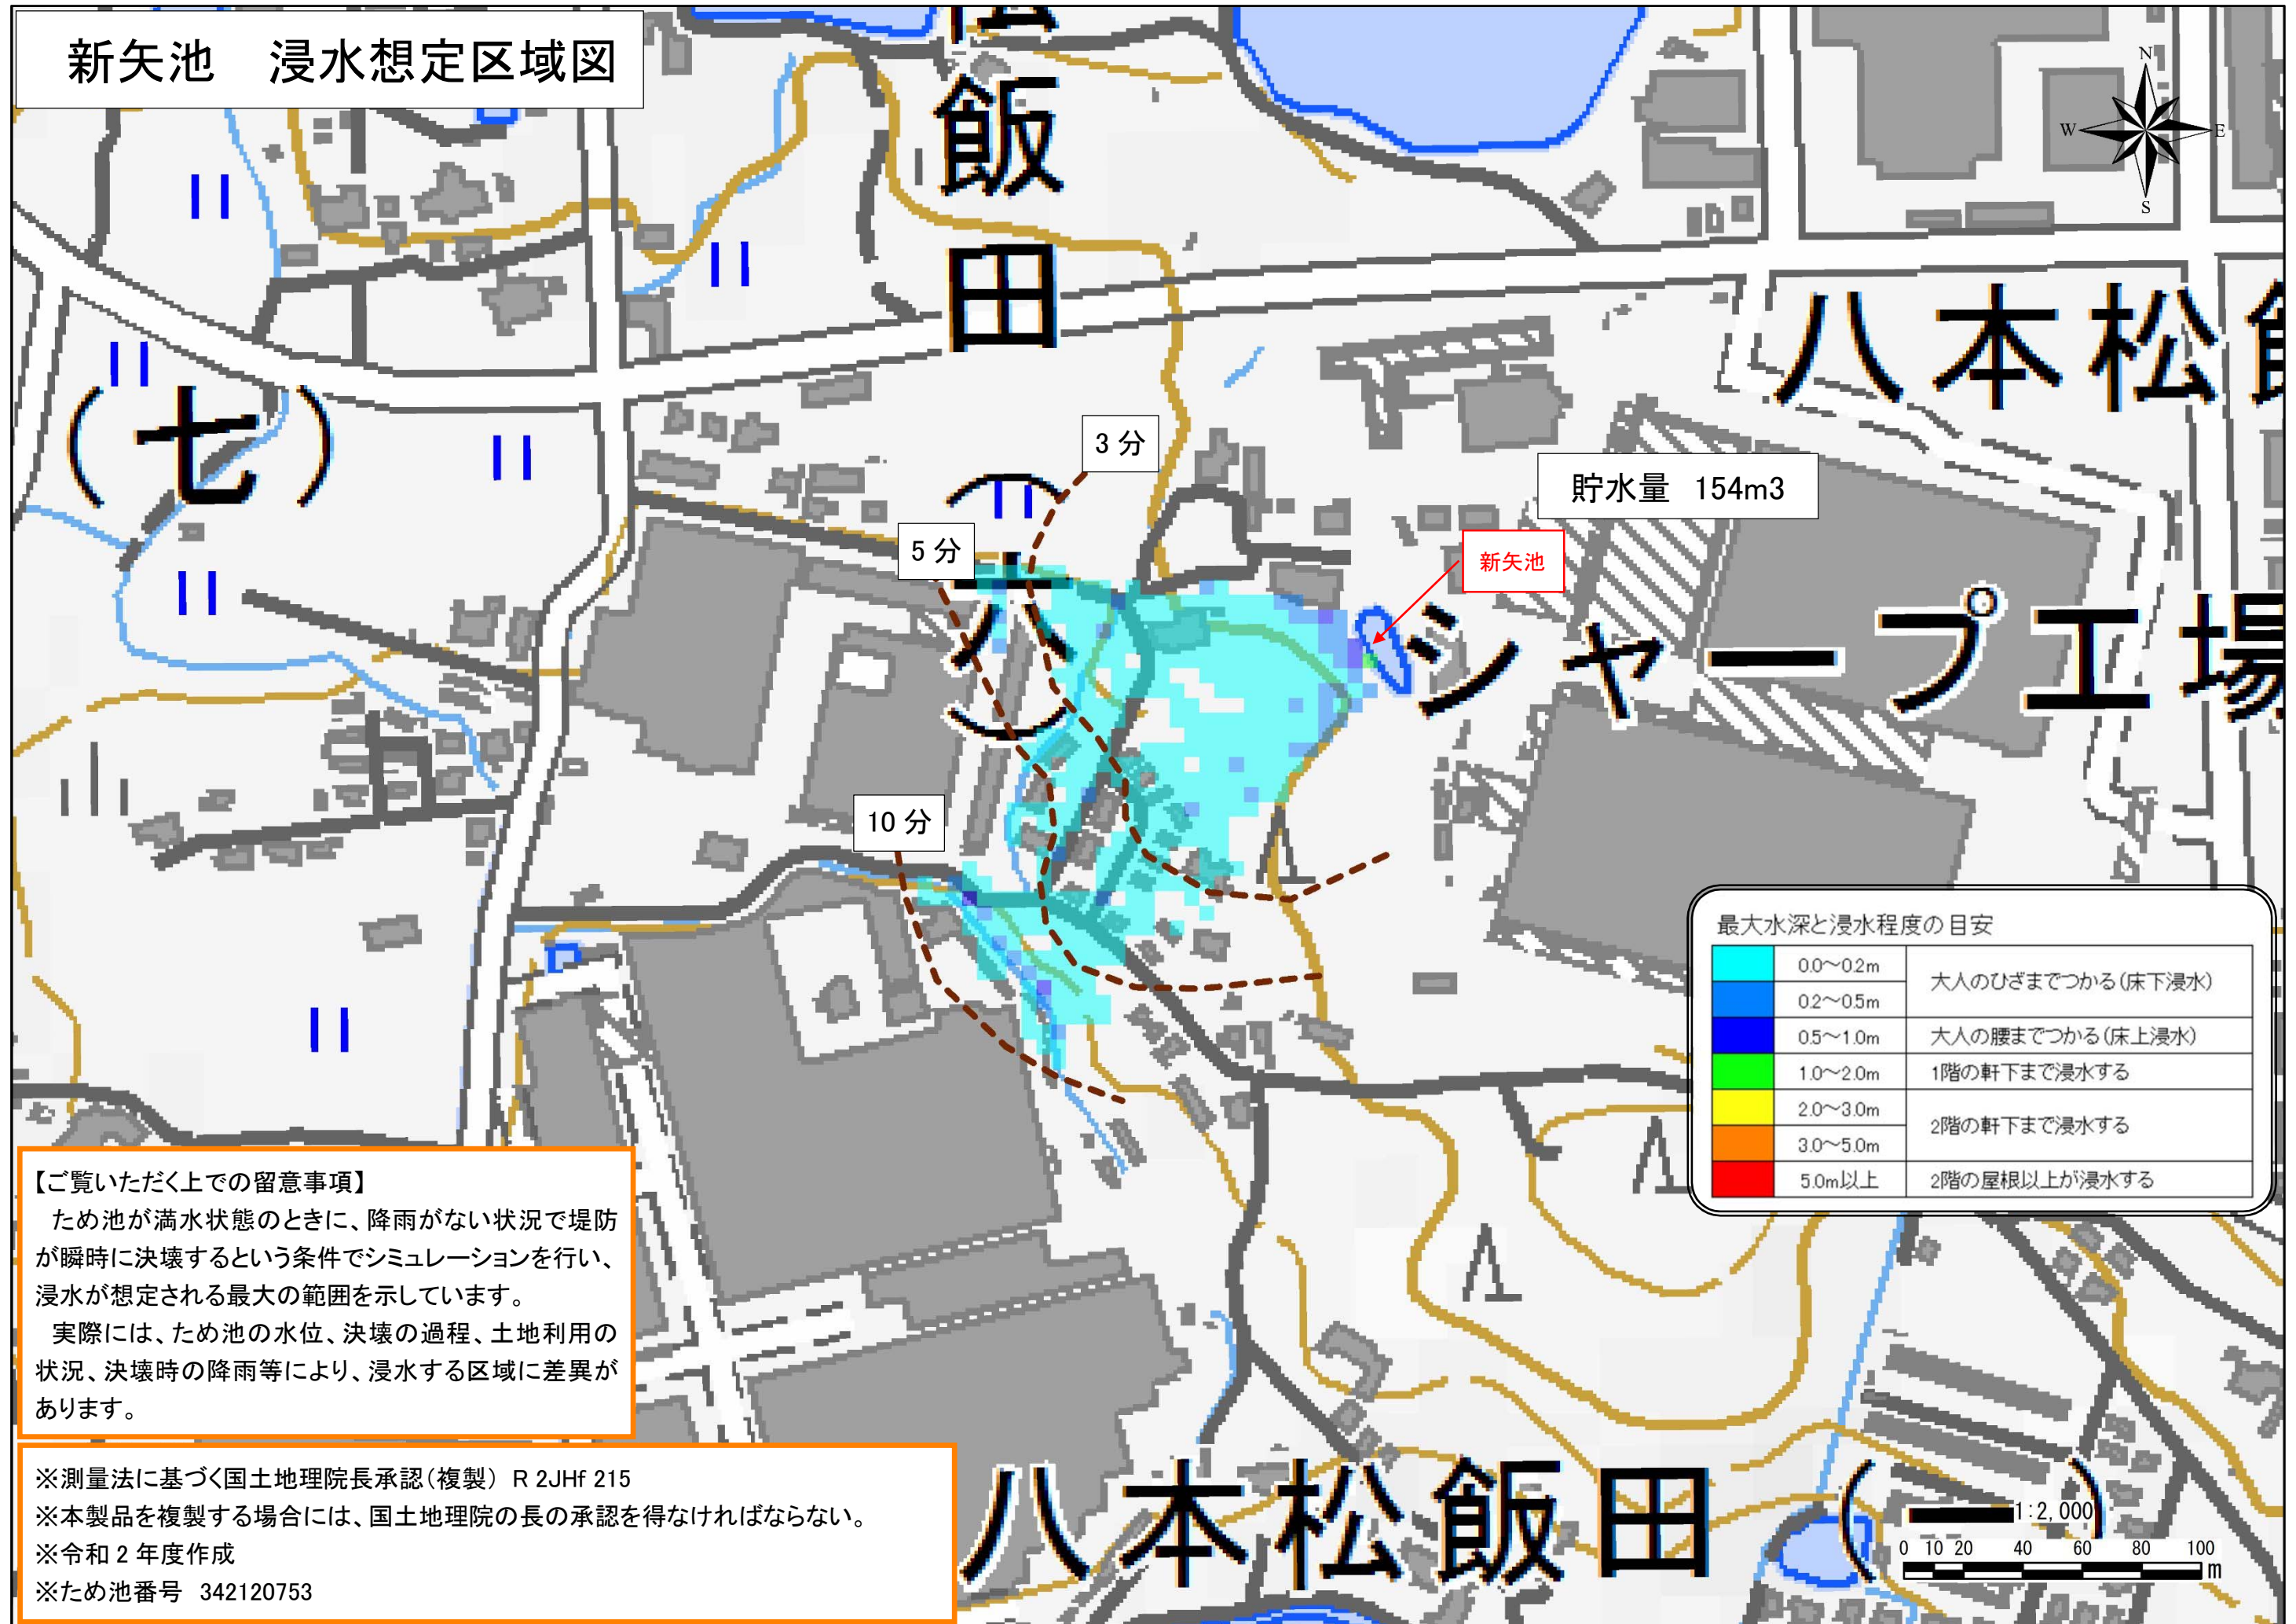 新矢池　浸水想定区域図
N
W
E
S
飯田
八本松
（七）
（六）
3 分
5 分
10 分
貯水量　154m3
新矢池
シャープ工場
最大水深と浸水程度の目安
0.0～0.2m
大人のひざまでつかる(床下浸水)
0.2～0.5m
0.5～1.0m　大人の腰までつかる(床上浸水)
1.0～2.0m　1階の軒下まで浸水する
2.0～3.0m
2階の軒下まで浸水する
3.0～5.0m
5.0m以上　2階の屋根以上が浸水する
【ご覧いただく上での留意事項】
　ため池が満水状態のときに、降雨がない状況で堤防
が瞬時に決壊するという条件でシミュレーションを行い、
浸水が想定される最大の範囲を示しています。
　実際には、ため池の水位、決壊の過程、土地利用の
状況、決壊時の降雨等により、浸水する区域に差異が
あります。
※測量法に基づく国土地理院長承認（複製） R 2JHf 215
※本製品を複製する場合には、国土地理院の長の承認を得なければならない。
※令和 2 年度作成
※ため池番号 342120753
八本松飯田
1:2,000
0 10 20 40 60 80 100
m